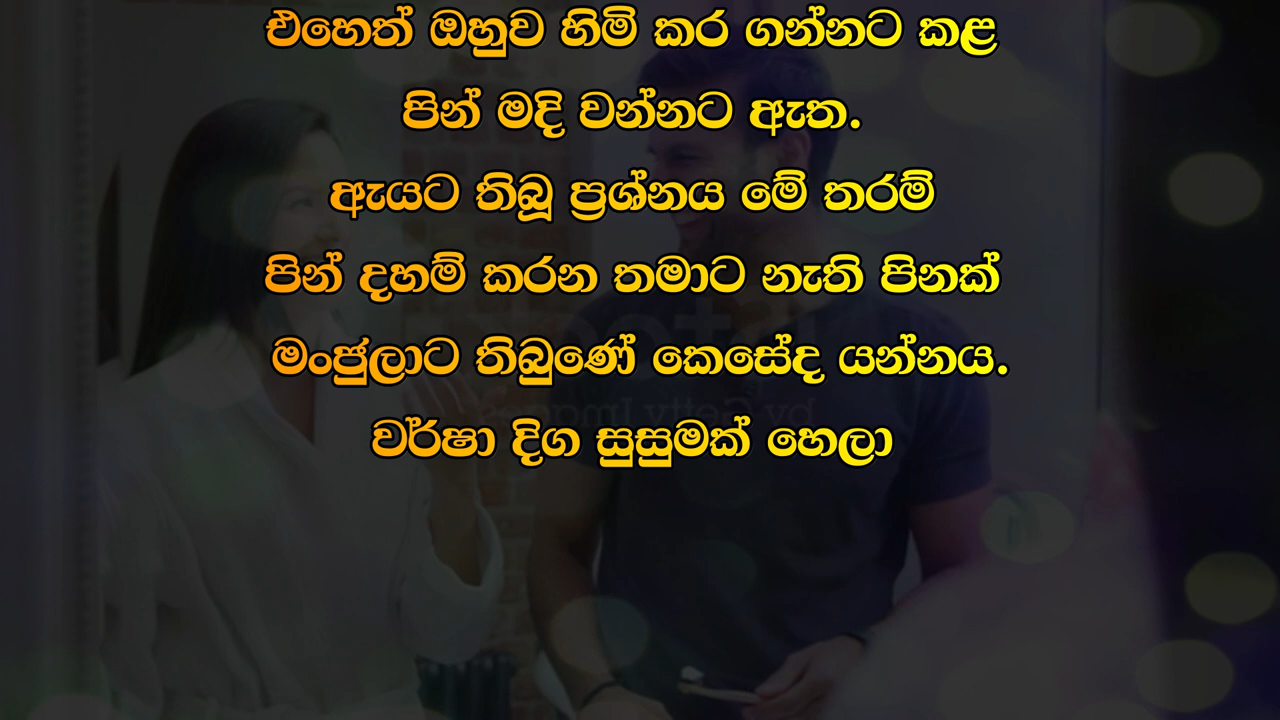 එහෙත් ඔහුව හිමි කර ගන්නට කළ
පින් මදි වන්නට ඇත.
ඇයට තිබූ ප්‍රශ්නය මේ තරම්
පින් දහම් කරන තමාට නැති පිනක්
මංජුලාට තිබුණේ කෙසේද යන්නය.
වර්ෂා දිග සුසුමක් හෙලා